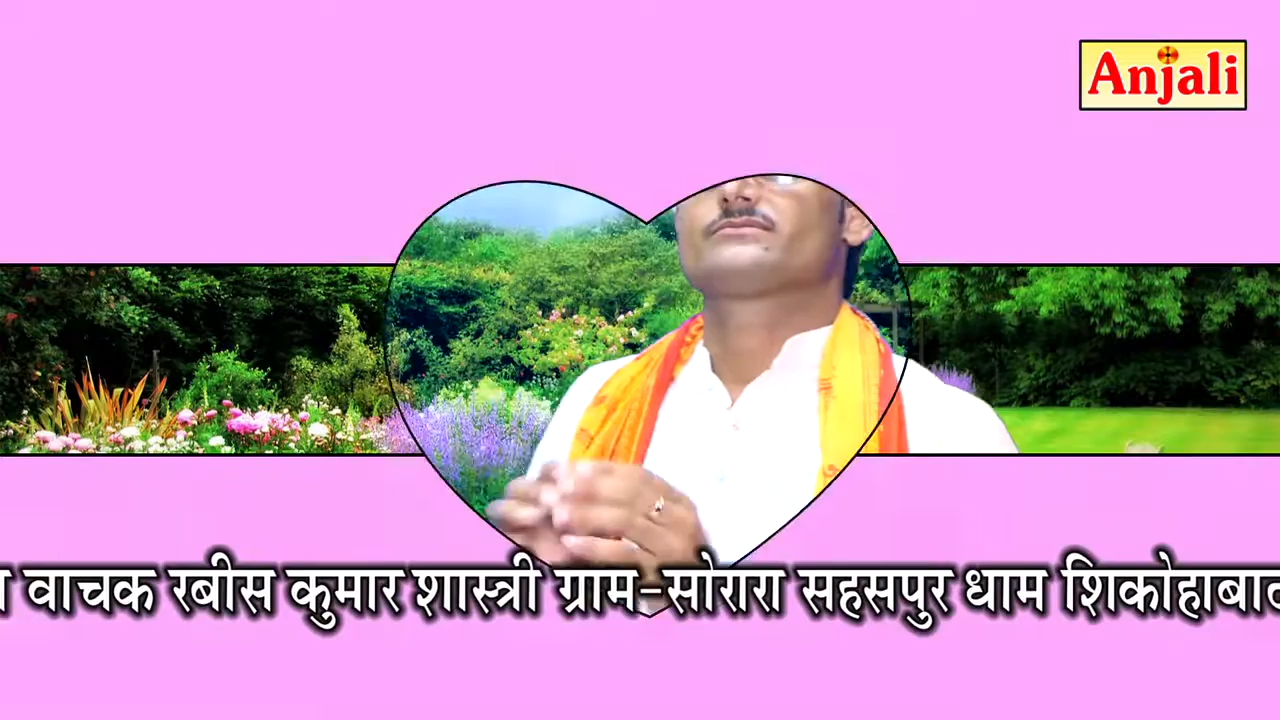 Anjali
वाचक रबीस कुमार शास्त्री ग्राम-सोरारा सहसपुर धाम